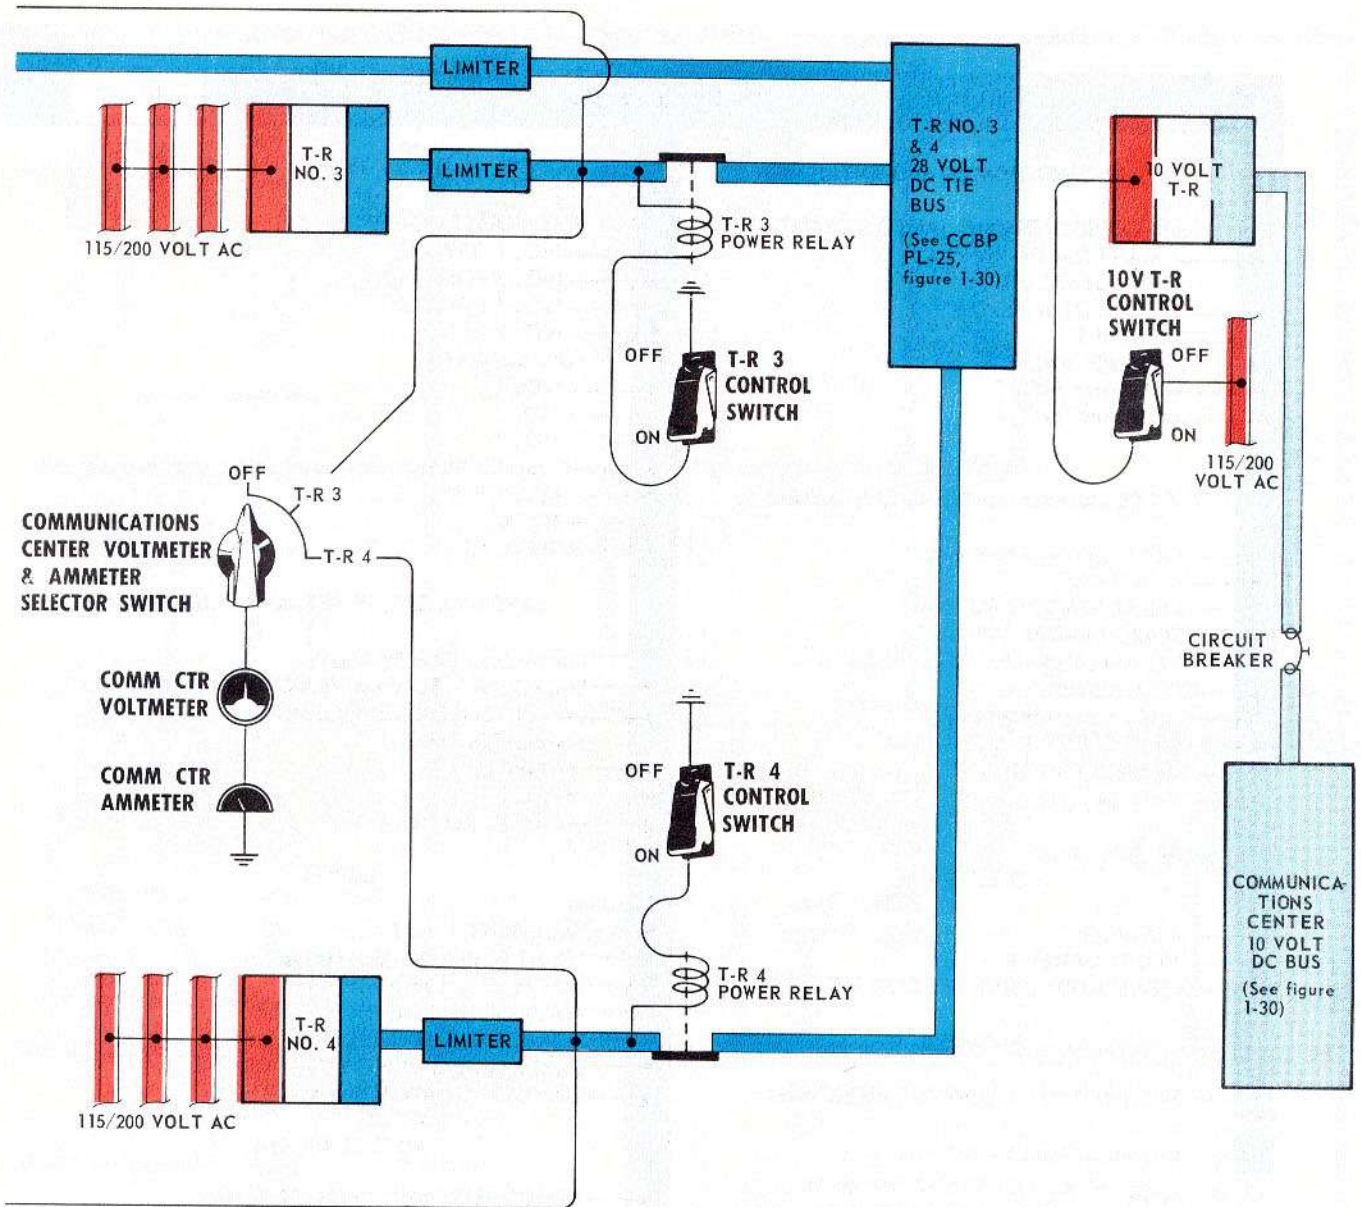 LIMITER
T-R
NO. 3
115/200 VOLT AC
LIMITER
T-R 3
POWER RELAY
T-R NO. 3
& 4
28 VOLT
DC TIE
BUS
(See CCBP
PL-25,
figure 1-30)
10 VOLT
T-R
10V T-R
CONTROL
SWITCH
OFF
ON
115/200
VOLT AC
OFF
T-R 3
CONTROL
SWITCH
ON
OFF
T-R 3
T-R 4
COMMUNICATIONS
CENTER VOLTMETER
& AMMETER
SELECTOR SWITCH
COMM CTR
VOLTMETER
COMM CTR
AMMETER
CIRCUIT
BREAKER
OFF
T-R 4
CONTROL
SWITCH
ON
T-R 4
POWER RELAY
COMMUNICA-
TIONS
CENTER
10 VOLT
DC BUS
(See figure
1-30)
T-R
NO. 4
LIMITER
115/200 VOLT AC